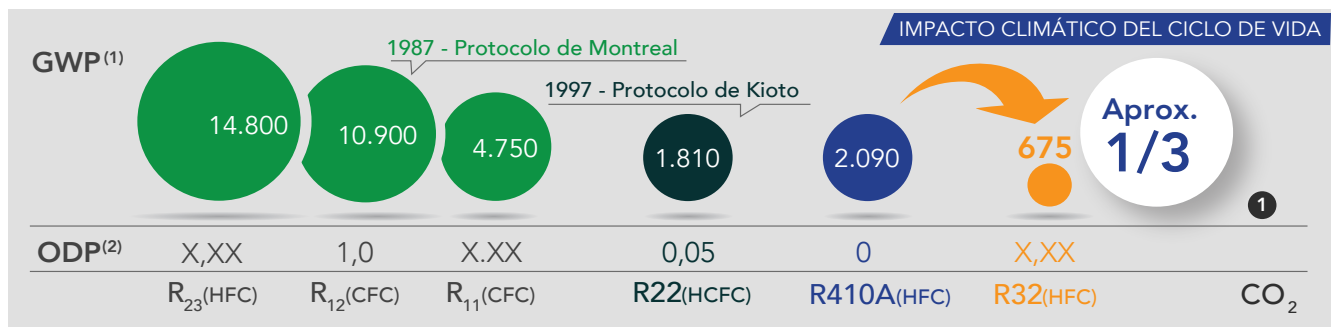 IMPACTO CLIMÁTICO DEL CICLO DE VIDA
GWP(1)
1987 - Protocolo de Montreal
1997 - Protocolo de Kioto
14.800 10.900 4.750 1.810 2.090 675
Aprox.
1/3
1
ODP(2) X,XX 1,0 X.XX 0,05 0 X,XX
R23(HFC) R12(CFC) R11(CFC) R22(HCFC) R410A(HFC) R32(HFC) CO2